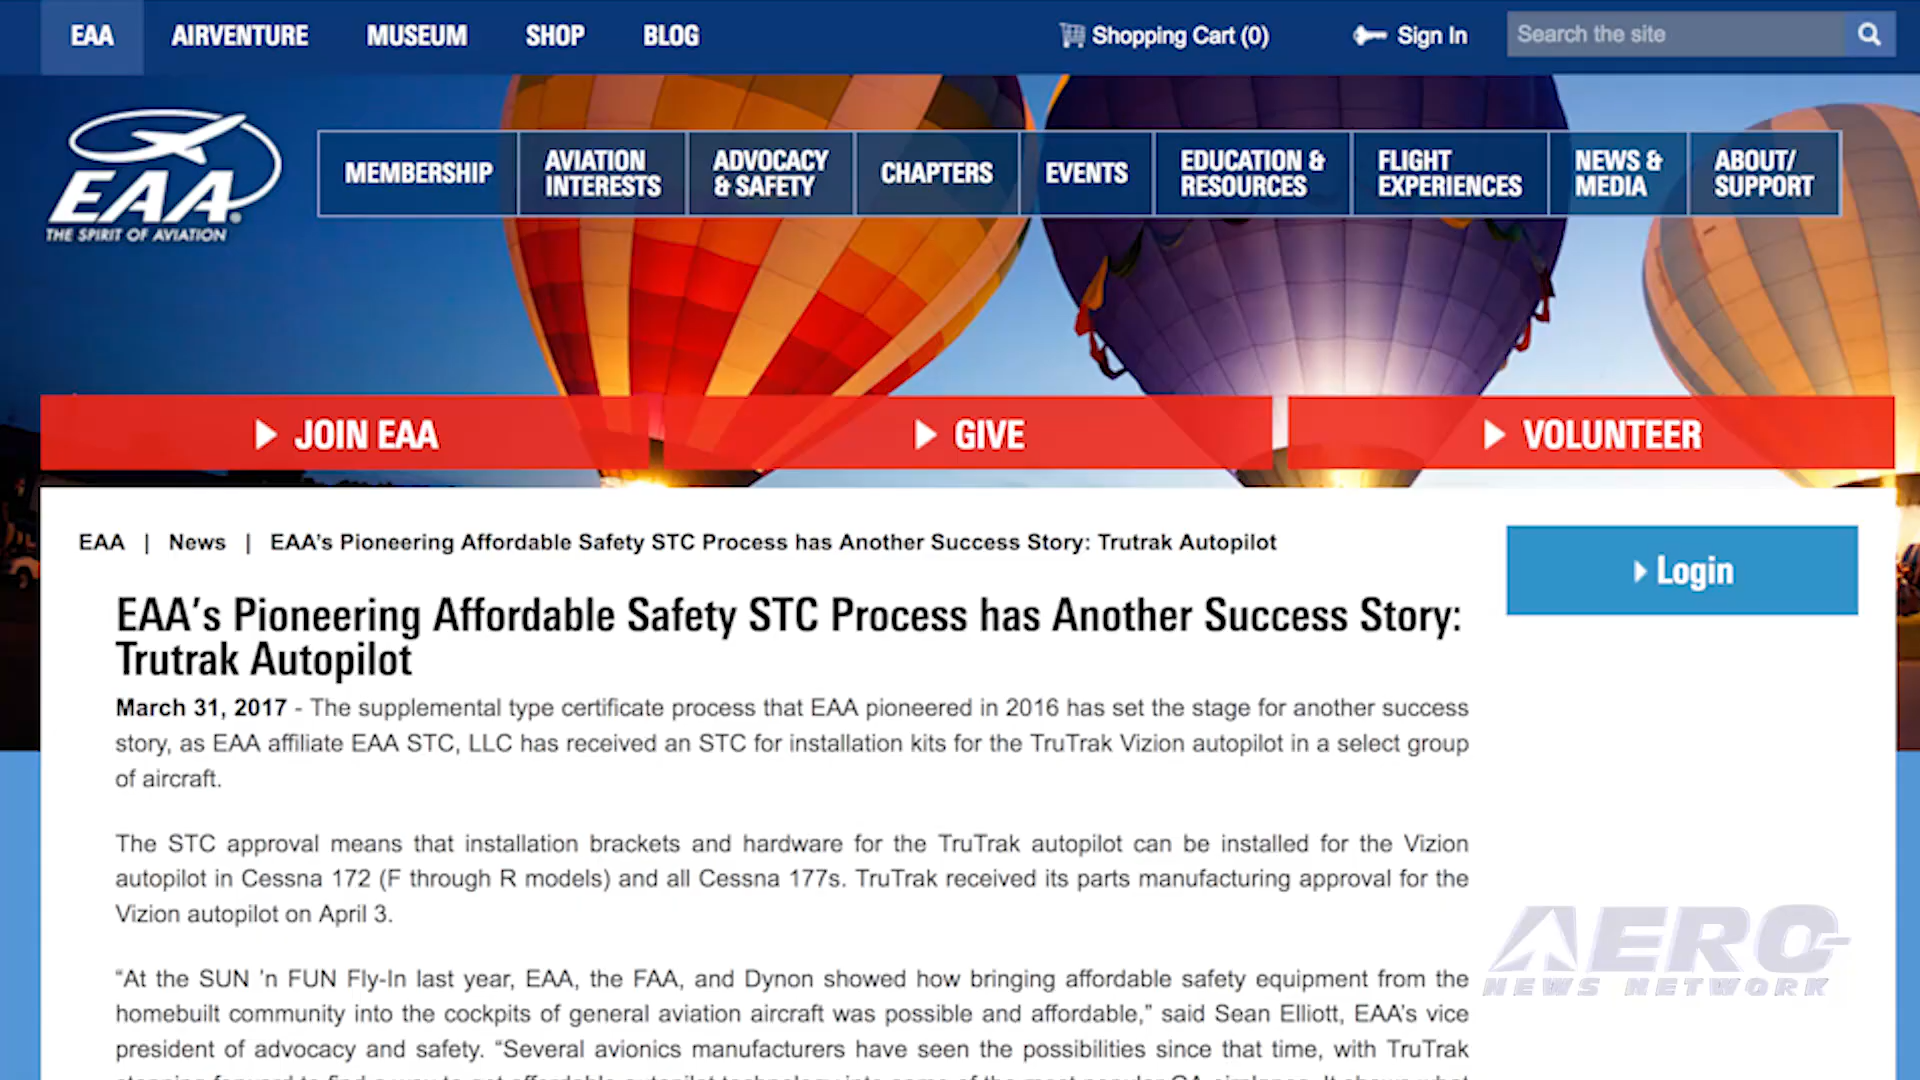 EAA AIRVENTURE MUSEUM SHOP BLOG Shopping Cart (0) Sign In Search the site
EAA
THE SPIRIT OF AVIATION
MEMBERSHIP
AVIATION INTERESTS
ADVOCACY & SAFETY
CHAPTERS
EVENTS
EDUCATION & RESOURCES
FLIGHT EXPERIENCES
NEWS & MEDIA
ABOUT/ SUPPORT
JOIN EAA GIVE VOLUNTEER
EAA | News | EAA's Pioneering Affordable Safety STC Process has Another Success Story: Trutrak Autopilot
Login
EAA's Pioneering Affordable Safety STC Process has Another Success Story:
Trutrak Autopilot
March 31, 2017 - The supplemental type certificate process that EAA pioneered in 2016 has set the stage for another success
story, as EAA affiliate EAA STC, LLC has received an STC for installation kits for the TruTrak Vizion autopilot in a select group
of aircraft.
The STC approval means that installation brackets and hardware for the TruTrak autopilot can be installed for the Vizion
autopilot in Cessna 172 (F through R models) and all Cessna 177s. TruTrak received its parts manufacturing approval for the
Vizion autopilot on April 3.
“At the SUN 'n FUN Fly-In last year, EAA, the FAA, and Dynon showed how bringing affordable safety equipment from the
homebuilt community into the cockpits of general aviation aircraft was possible and affordable,” said Sean Elliott, EAA's vice
president of advocacy and safety. “Several avionics manufacturers have seen the possibilities since that time, with TruTrak
AERO
NEWS NETWORK